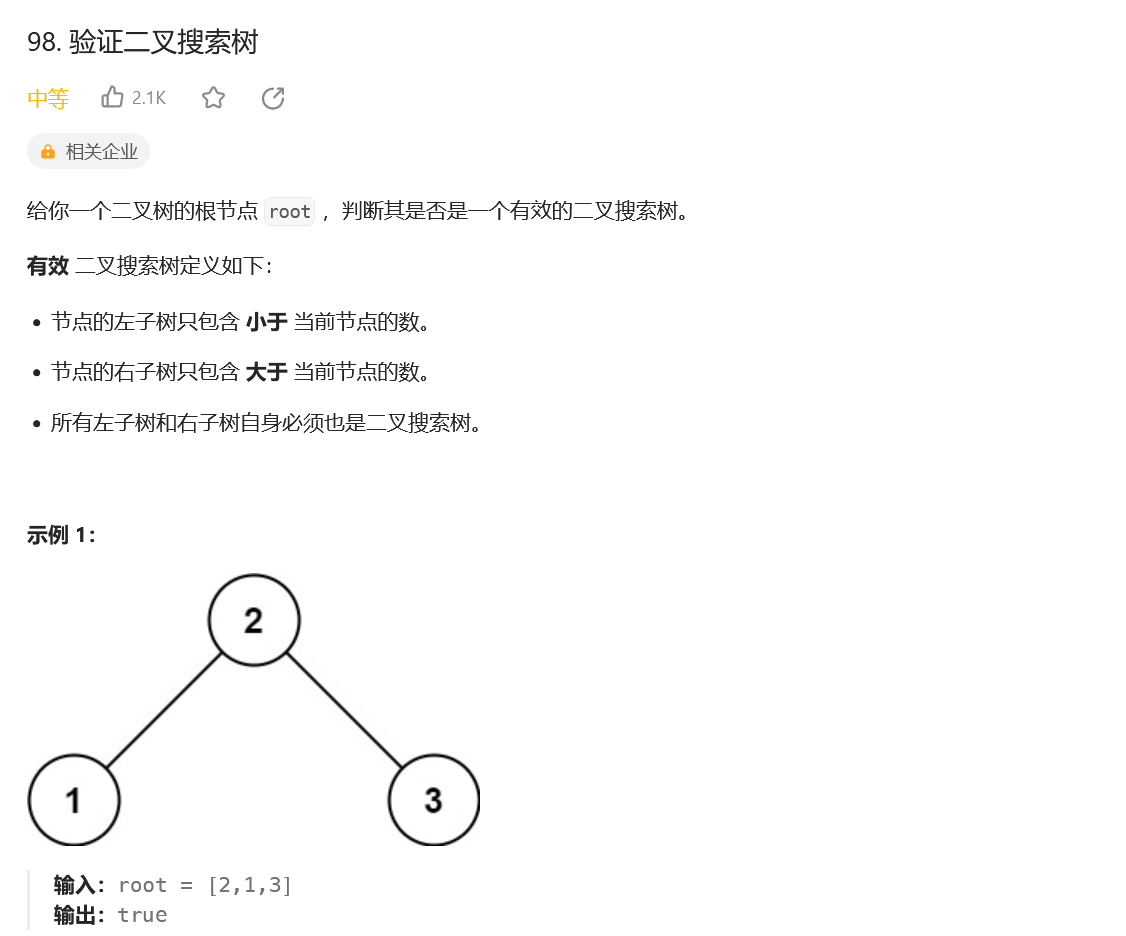 98. 验证二叉搜索树
中等 2.1K
相关企业
给你一个二叉树的根节点 root ，判断其是否是一个有效的二叉搜索树。
有效 二叉搜索树定义如下：
• 节点的左子树只包含 小于 当前节点的数。
• 节点的右子树只包含 大于 当前节点的数。
• 所有左子树和右子树自身必须也是二叉搜索树。
示例 1：
2
1 3
输入：root = [2,1,3]
输出：true